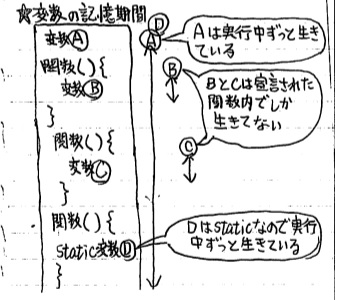 ☆変数の記憶期間
変数Ⓐ
関数(){
変数Ⓑ
}
関数(){
変数Ⓒ
}
関数(){
static変数Ⓓ
}
Ⓓ
Ⓐ
Aは実行中ずっと生き
ている
Ⓑ
BとCは宣言された
関数内でしか
生きてない
Ⓒ
Dはstaticなので実行
中ずっと生きている